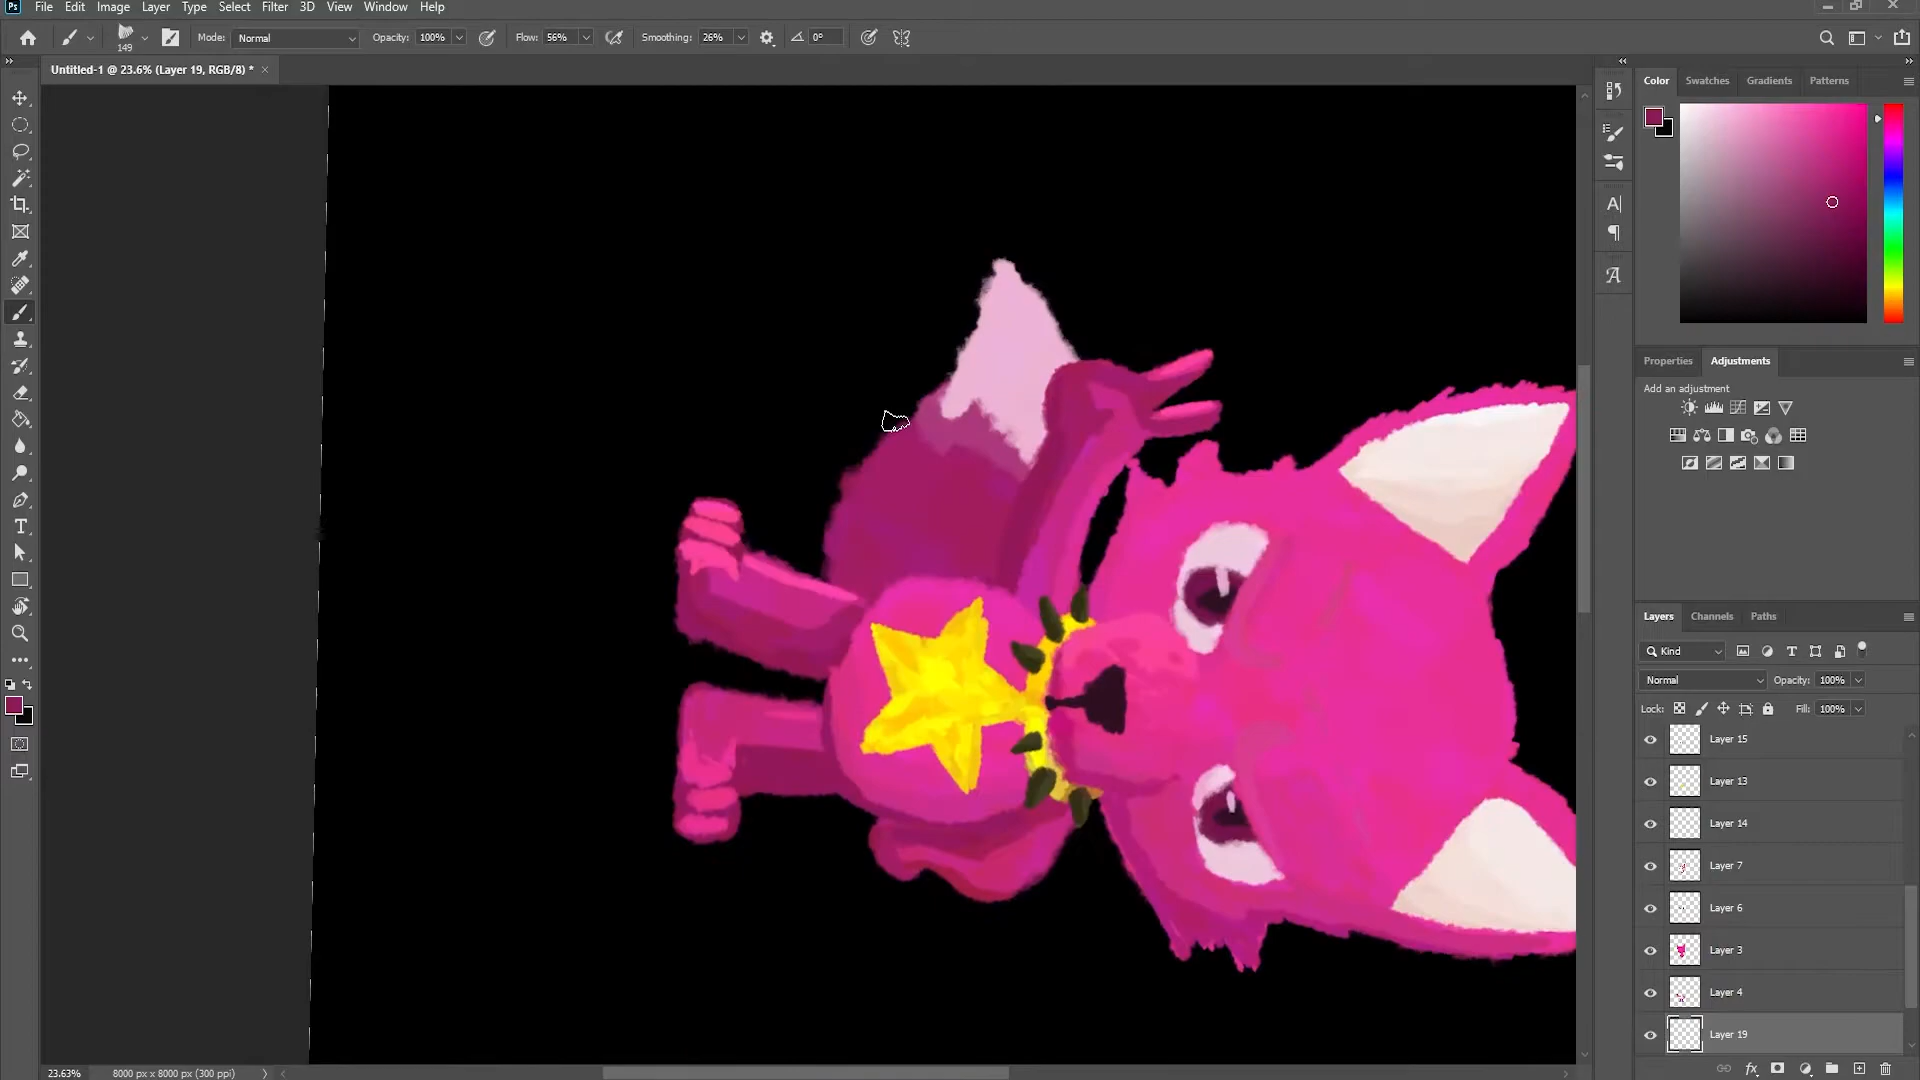 Ps File Edit Image Layer Type Select Filter 3D View Window Help
149 Mode: Normal Opacity: 100% Flow: 56% Smoothing: 26% 0°
Untitled-1 @ 23.6% (Layer 19, RGB/8) *
Color Swatches Gradients Patterns
Properties Adjustments
Add an adjustment
Layers Channels Paths
Kind
Normal Opacity: 100%
Lock: Fill: 100%
Layer 15
Layer 13
Layer 14
Layer 7
Layer 6
Layer 3
Layer 4
Layer 19
23.63% 8000 px x 8000 px (300 ppi)